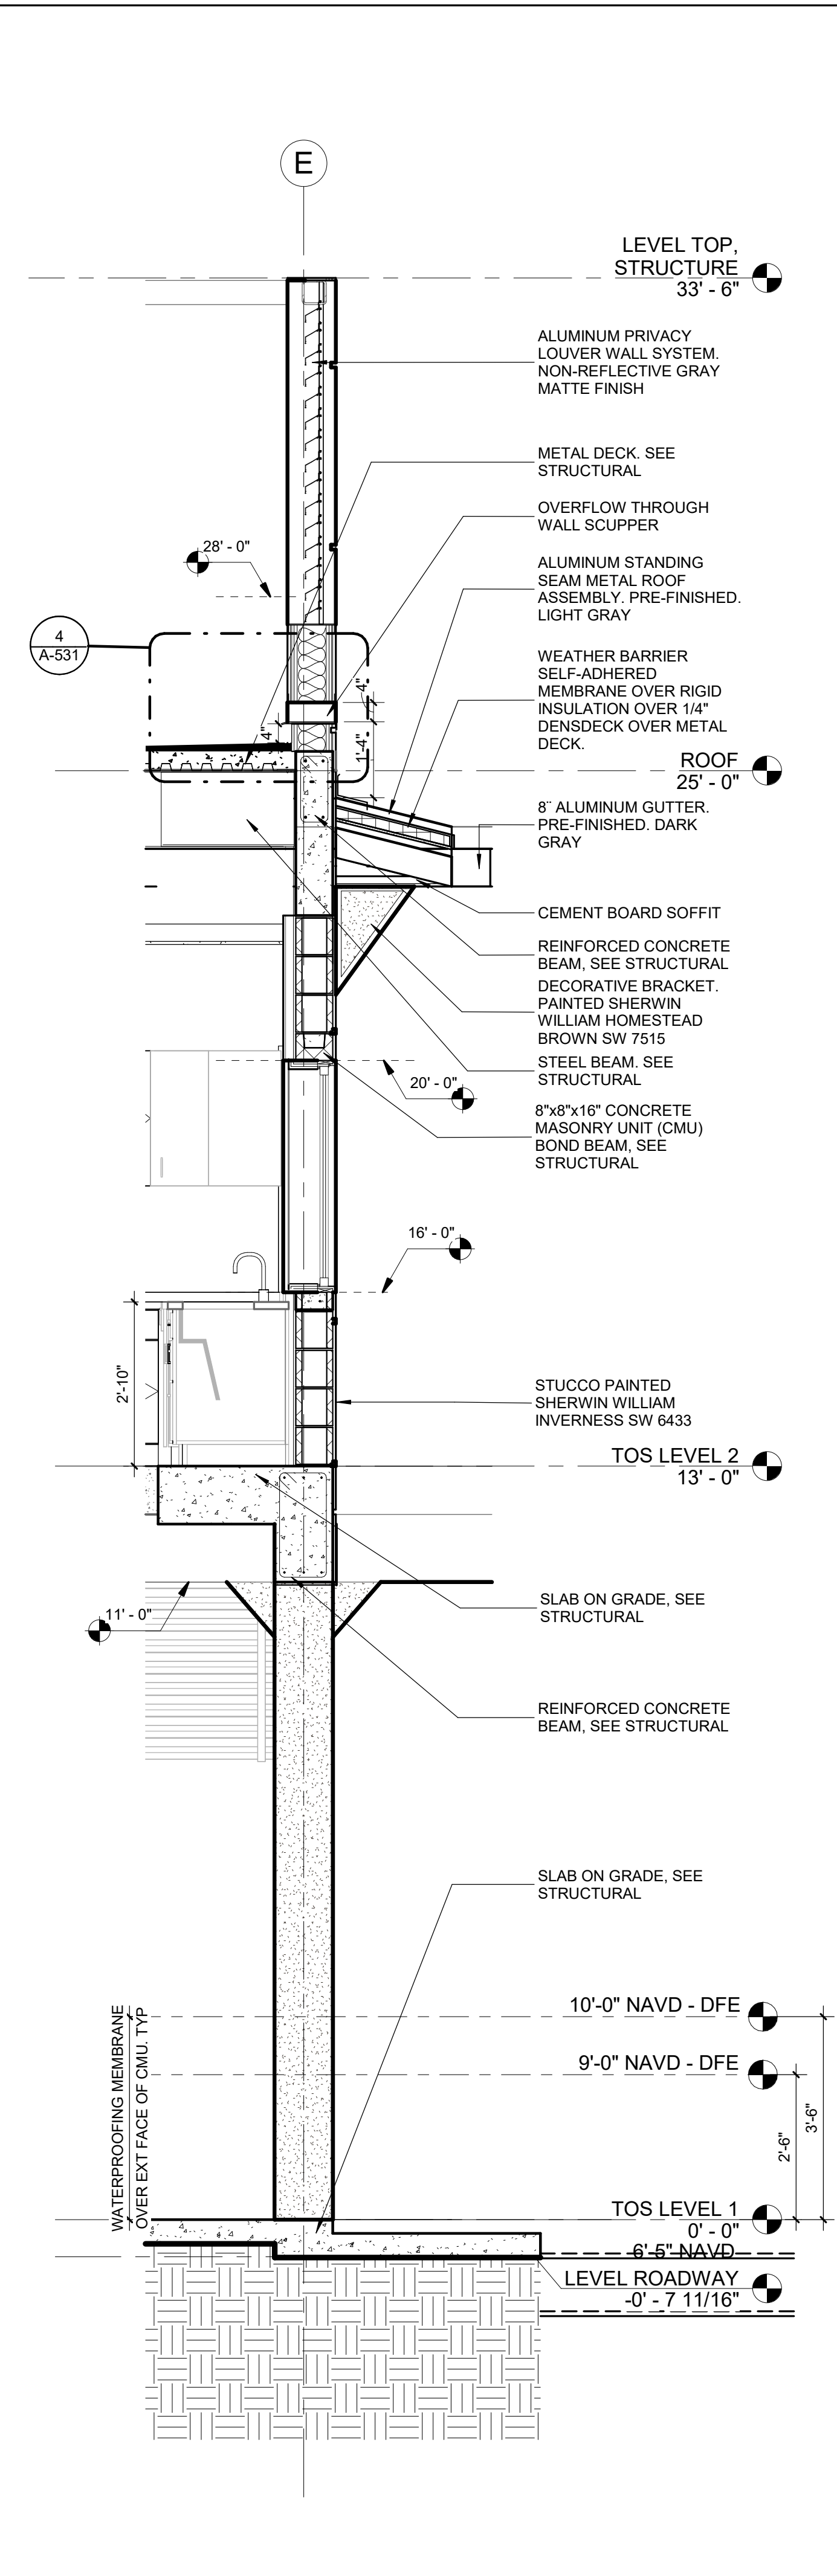 E
LEVEL TOP,
STRUCTURE
33' - 6"
ALUMINUM PRIVACY
LOUVER WALL SYSTEM.
NON-REFLECTIVE GRAY
MATTE FINISH
METAL DECK. SEE
STRUCTURAL
OVERFLOW THROUGH
WALL SCUPPER
28' - 0"
ALUMINUM STANDING
SEAM METAL ROOF
ASSEMBLY. PRE-FINISHED.
LIGHT GRAY
4
A-531
WEATHER BARRIER
SELF-ADHERED
MEMBRANE OVER RIGID
INSULATION OVER 1/4"
DENSDECK OVER METAL
DECK.
4"
4"
1'-4"
ROOF
25' - 0"
8¨ ALUMINUM GUTTER.
PRE-FINISHED. DARK
GRAY
CEMENT BOARD SOFFIT
REINFORCED CONCRETE
BEAM, SEE STRUCTURAL
DECORATIVE BRACKET.
PAINTED SHERWIN
WILLIAM HOMESTEAD
BROWN SW 7515
STEEL BEAM. SEE
STRUCTURAL
20' - 0"
8"x8"x16" CONCRETE
MASONRY UNIT (CMU)
BOND BEAM, SEE
STRUCTURAL
16' - 0"
2'-10"
STUCCO PAINTED
SHERWIN WILLIAM
INVERNESS SW 6433
TOS LEVEL 2
13' - 0"
11' - 0"
SLAB ON GRADE, SEE
STRUCTURAL
REINFORCED CONCRETE
BEAM, SEE STRUCTURAL
SLAB ON GRADE, SEE
STRUCTURAL
WATERPROOFING MEMBRANE
OVER EXT FACE OF CMU. TYP
10'-0" NAVD - DFE
9'-0" NAVD - DFE
2'-6"
3'-6"
TOS LEVEL 1
0' - 0"
6'-5" NAVD
LEVEL ROADWAY
-0' - 7 11/16"